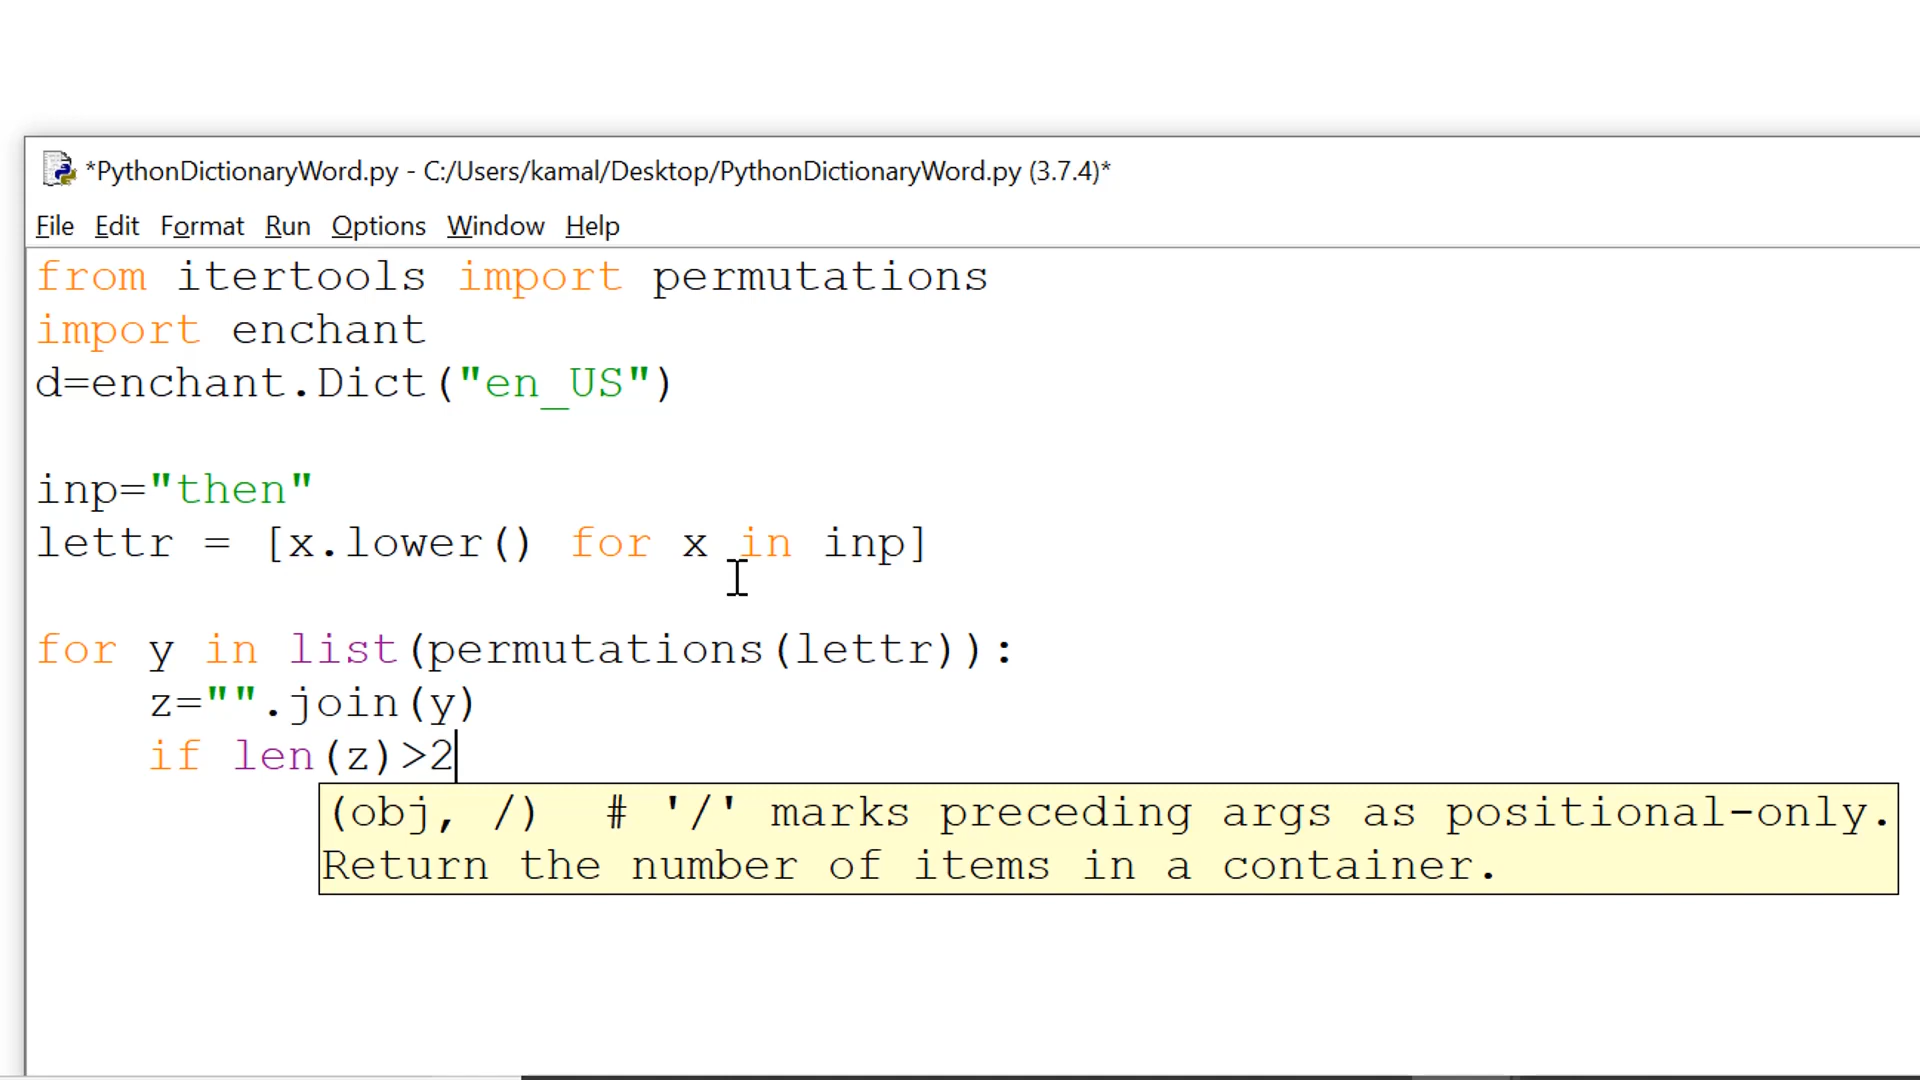 *PythonDictionaryWord.py - C:/Users/kamal/Desktop/PythonDictionaryWord.py (3.7.4)*
File Edit Format Run Options Window Help
from itertools import permutations
import enchant
d=enchant.Dict("en_US")
inp="then"
lettr = [x.lower() for x in inp]
for y in list(permutations(lettr)):
    z="".join(y)
    if len(z)>2
(obj, /)  # '/' marks preceding args as positional-only.
Return the number of items in a container.